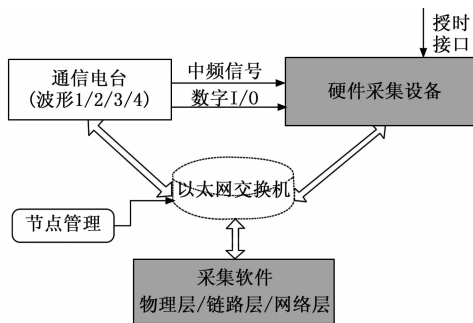 授时
接口
通信电台
(波形1/2/3/4)
中频信号
数字I/O
硬件采集设备
以太网交换机
节点管理
采集软件
物理层/链路层/网络层